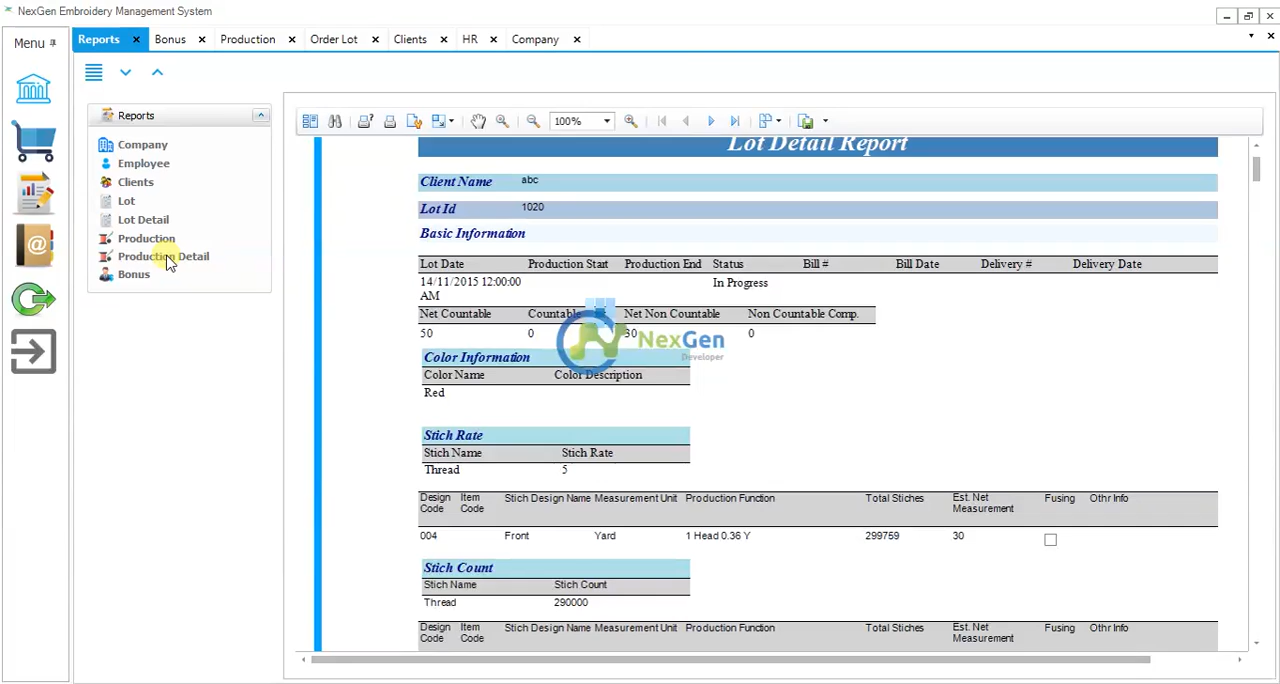 NexGen Embroidery Management System
Menu
Reports
Bonus
Production
Order Lot
Clients
HR
Company
Reports
Company
Employee
Clients
Lot
Lot Detail
Production
Production Detail
Bonus
100%
Lot Detail Report
Client Name abc
Lot Id 1020
Basic Information
Lot Date Production Start Production End Status Bill # Bill Date Delivery # Delivery Date
14/11/2015 12:00:00 In Progress
AM
Net Countable Countable Net Non Countable Non Countable Comp.
50 0 30 0
NexGen
Developer
Color Information
Color Name Color Description
Red
Stich Rate
Stich Name Stich Rate
Thread 5
Design Item Stich Design Name Measurement Unit Production Function Total Stiches Est. Net Fusing Othr Info
Code Code Measurement
004 Front Yard 1 Head 0.36 Y 299759 30
Stich Count
Stich Name Stich Count
Thread 290000
Design Item Stich Design Name Measurement Unit Production Function Total Stiches Est. Net Fusing Othr Info
Code Code Measurement